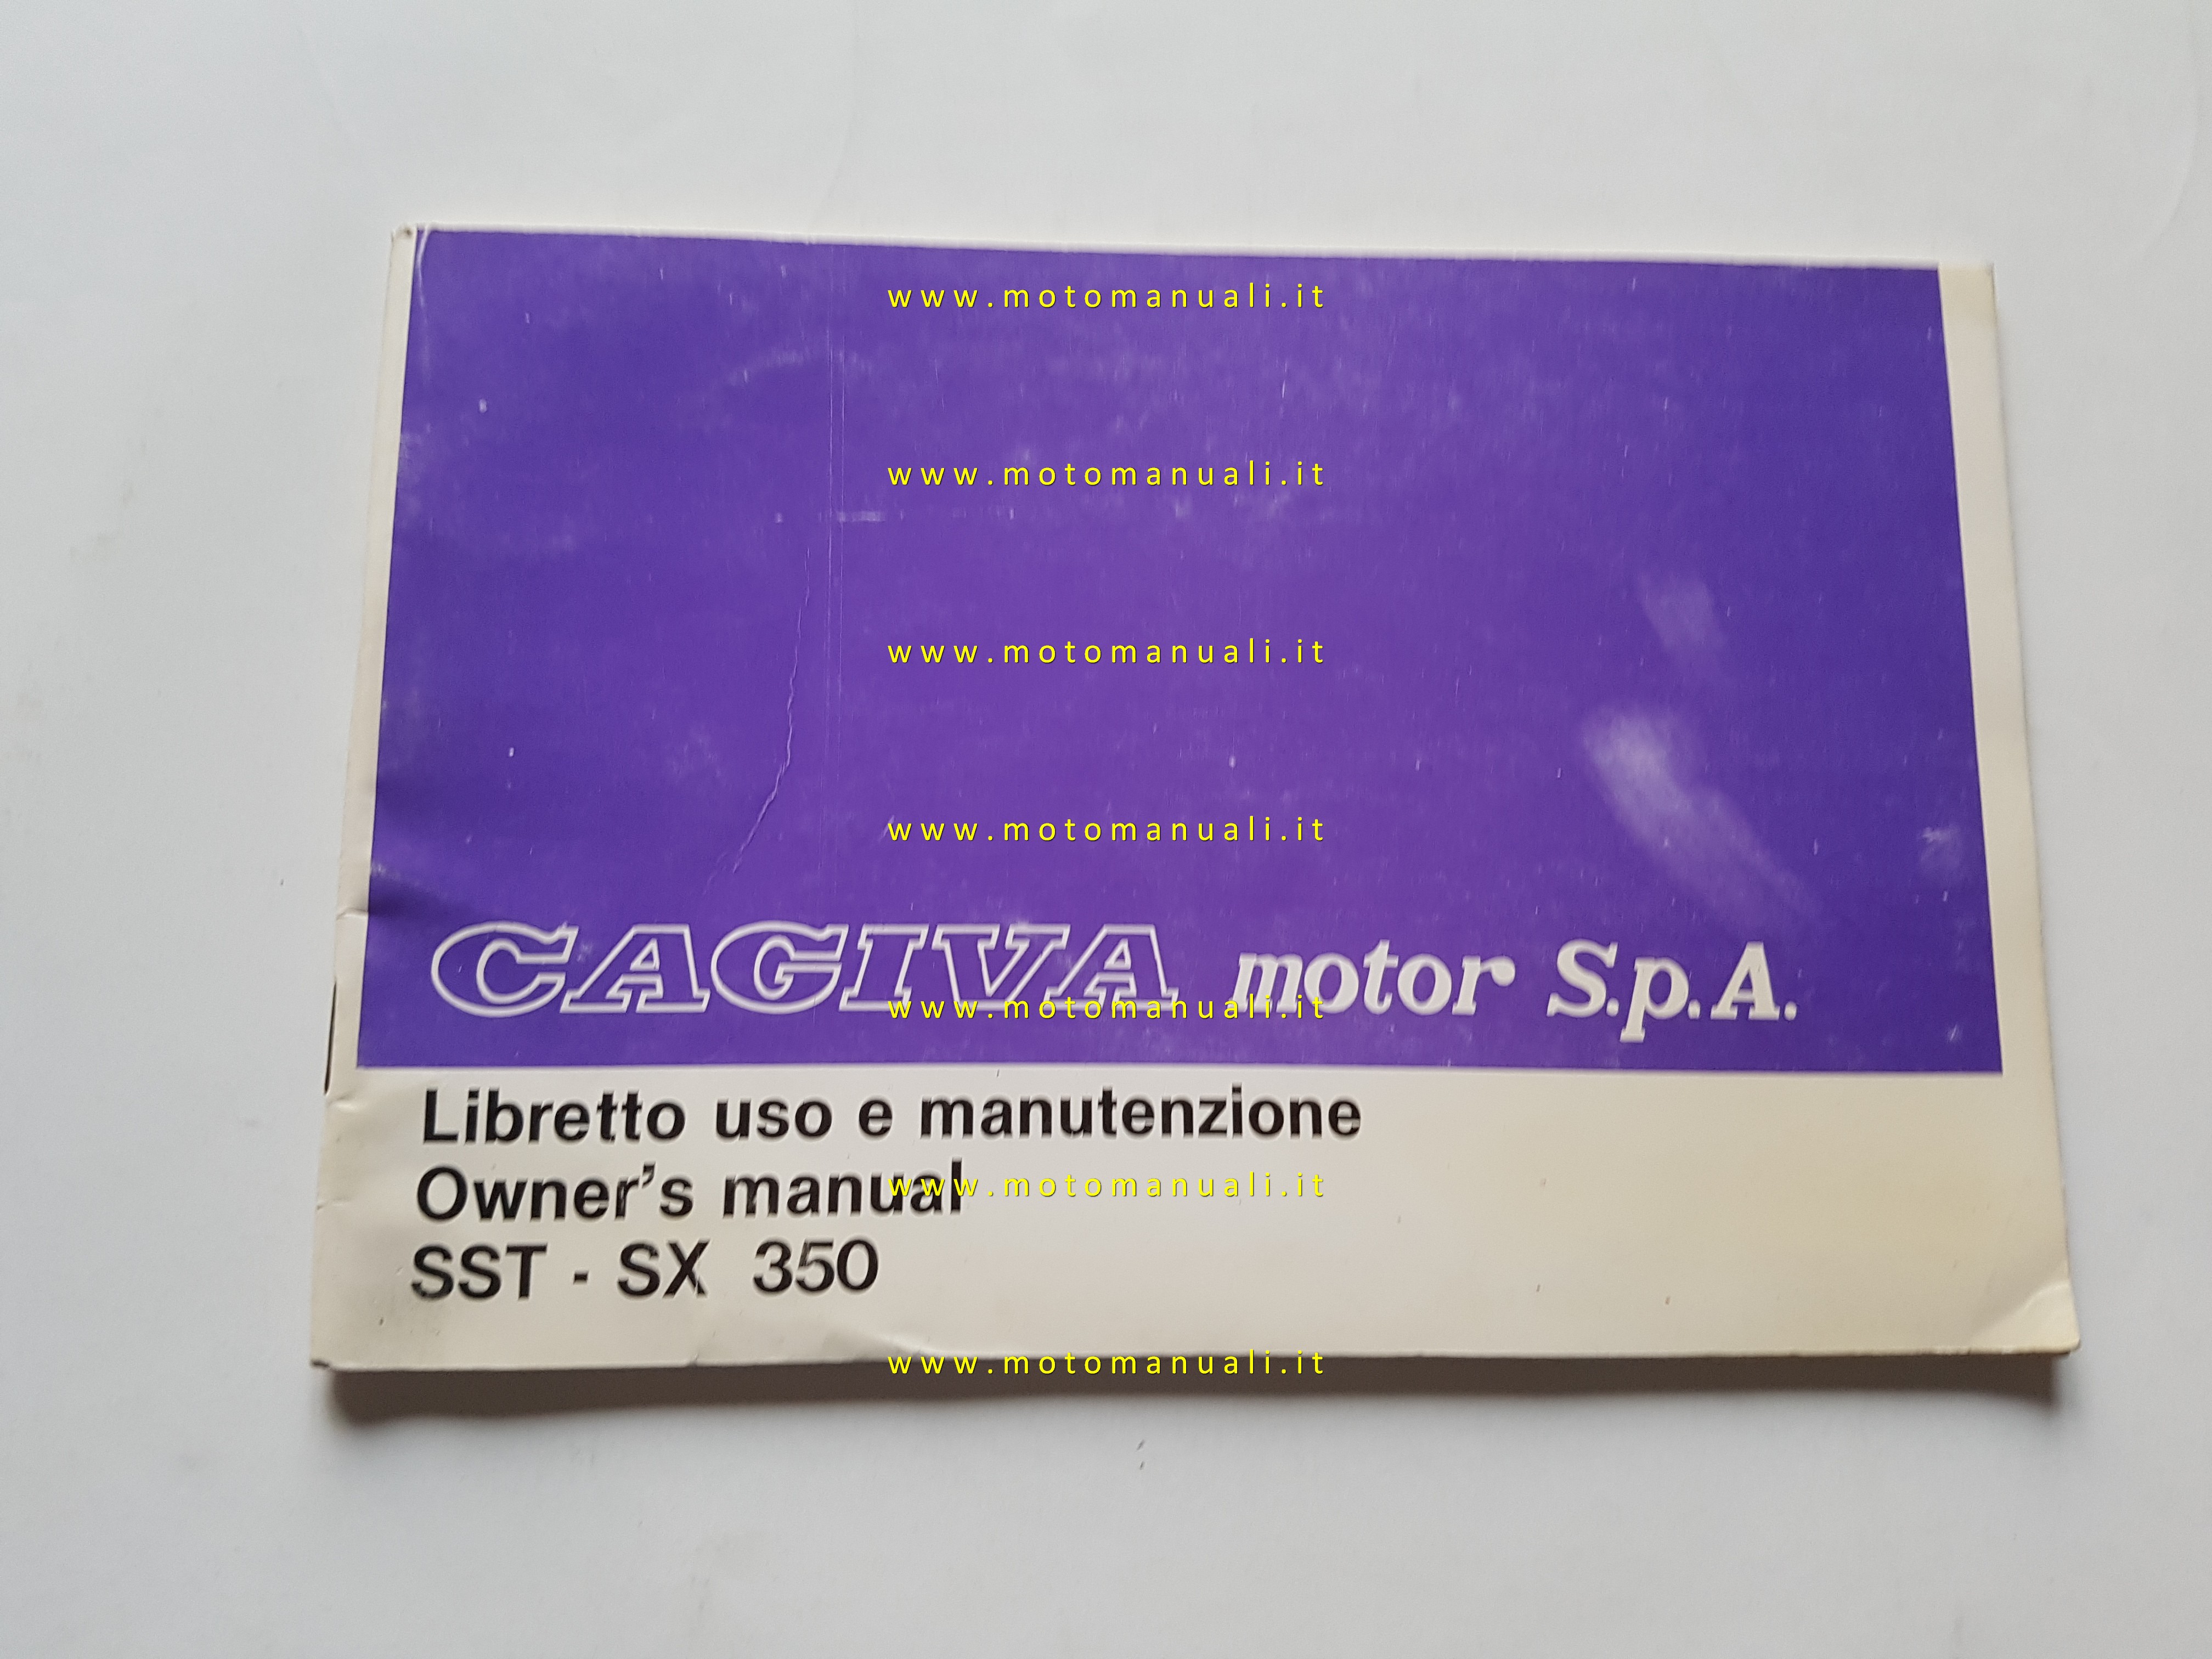 www.motomanuali.it
www.motomanuali.it
www.motomanuali.it
www.motomanuali.it
CAGIVA motor S.p.A.
www.motomanuali.it
Libretto uso e manutenzione
Owner's manual
www.motomanuali.it
SST - SX 350
www.motomanuali.it